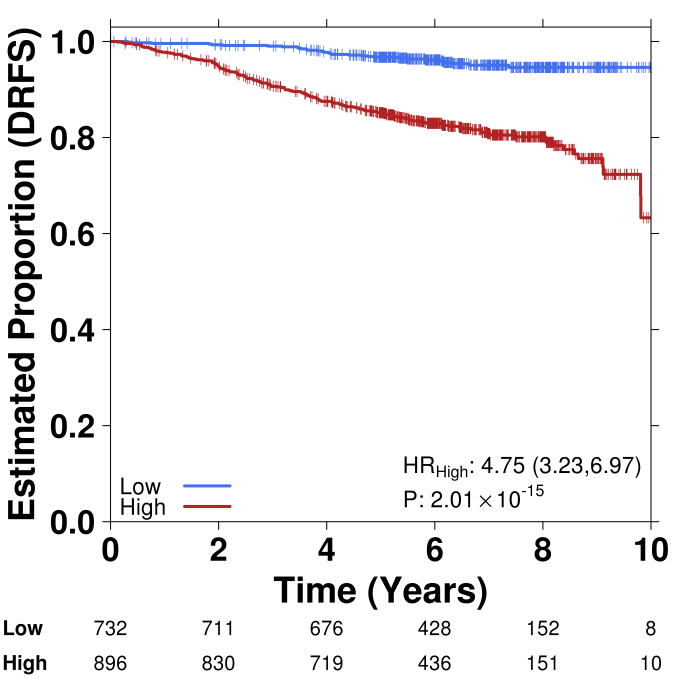 Estimated Proportion (DRFS)
1.0
0.8
0.6
0.4
0.2
0.0
HR_High: 4.75 (3.23,6.97)
P: 2.01×10^-15
Low
High
0 2 4 6 8 10
Time (Years)
Low 732 711 676 428 152 8
High 896 830 719 436 151 10